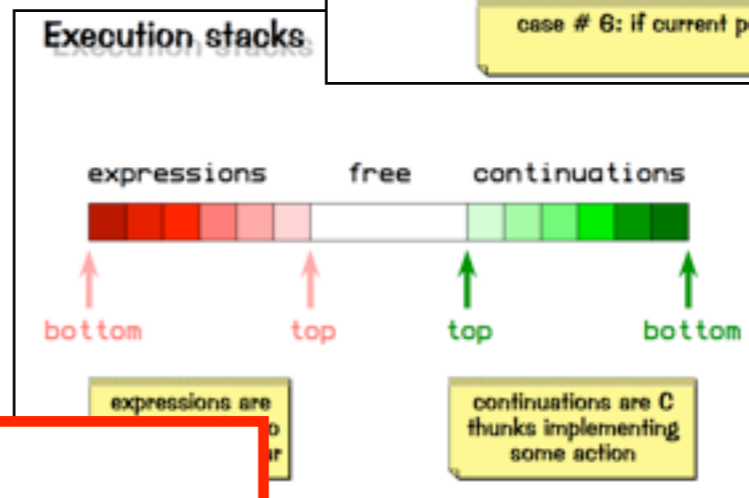 case # 6: if current
Execution stacks
expressions free continuations
bottom top top bottom
expressions are
continuations are C
thunks implementing
some action